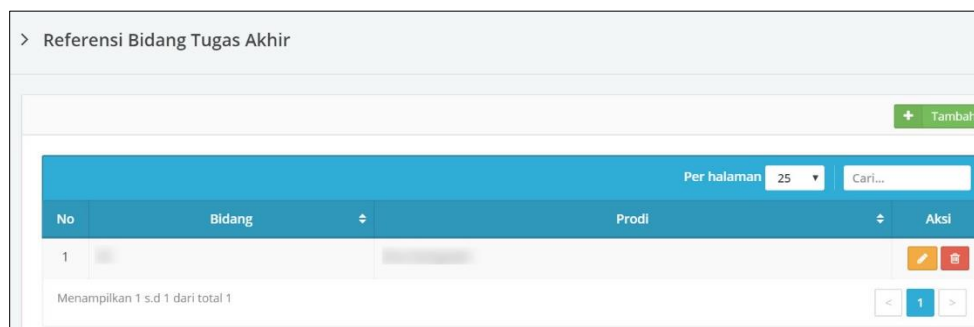 > Referensi Bidang Tugas Akhir
+ Tambah
Per halaman 25 Cari...
No Bidang Prodi Aksi
1
Menampilkan 1 s.d 1 dari total 1
< 1 >